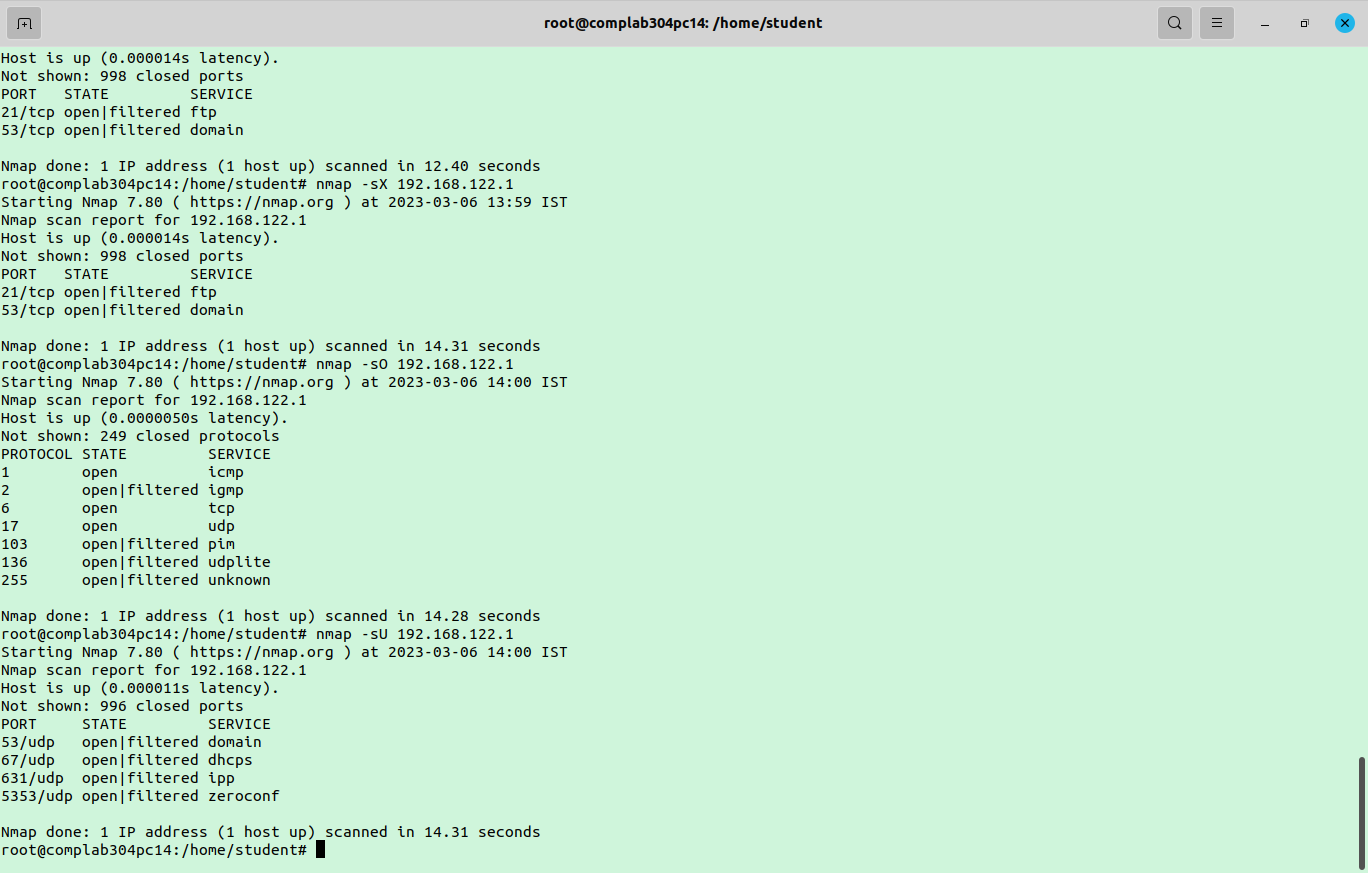 root@complab304pc14: /home/student
Host is up (0.000014s latency).
Not shown: 998 closed ports
PORT   STATE         SERVICE
21/tcp open|filtered ftp
53/tcp open|filtered domain

Nmap done: 1 IP address (1 host up) scanned in 12.40 seconds
root@complab304pc14:/home/student# nmap -sX 192.168.122.1
Starting Nmap 7.80 ( https://nmap.org ) at 2023-03-06 13:59 IST
Nmap scan report for 192.168.122.1
Host is up (0.000014s latency).
Not shown: 998 closed ports
PORT   STATE         SERVICE
21/tcp open|filtered ftp
53/tcp open|filtered domain

Nmap done: 1 IP address (1 host up) scanned in 14.31 seconds
root@complab304pc14:/home/student# nmap -sO 192.168.122.1
Starting Nmap 7.80 ( https://nmap.org ) at 2023-03-06 14:00 IST
Nmap scan report for 192.168.122.1
Host is up (0.0000050s latency).
Not shown: 249 closed protocols
PROTOCOL STATE         SERVICE
1        open          icmp
2        open|filtered igmp
6        open          tcp
17       open          udp
103      open|filtered pim
136      open|filtered udplite
255      open|filtered unknown

Nmap done: 1 IP address (1 host up) scanned in 14.28 seconds
root@complab304pc14:/home/student# nmap -sU 192.168.122.1
Starting Nmap 7.80 ( https://nmap.org ) at 2023-03-06 14:00 IST
Nmap scan report for 192.168.122.1
Host is up (0.000011s latency).
Not shown: 996 closed ports
PORT     STATE         SERVICE
53/udp   open|filtered domain
67/udp   open|filtered dhcps
631/udp  open|filtered ipp
5353/udp open|filtered zeroconf

Nmap done: 1 IP address (1 host up) scanned in 14.31 seconds
root@complab304pc14:/home/student#